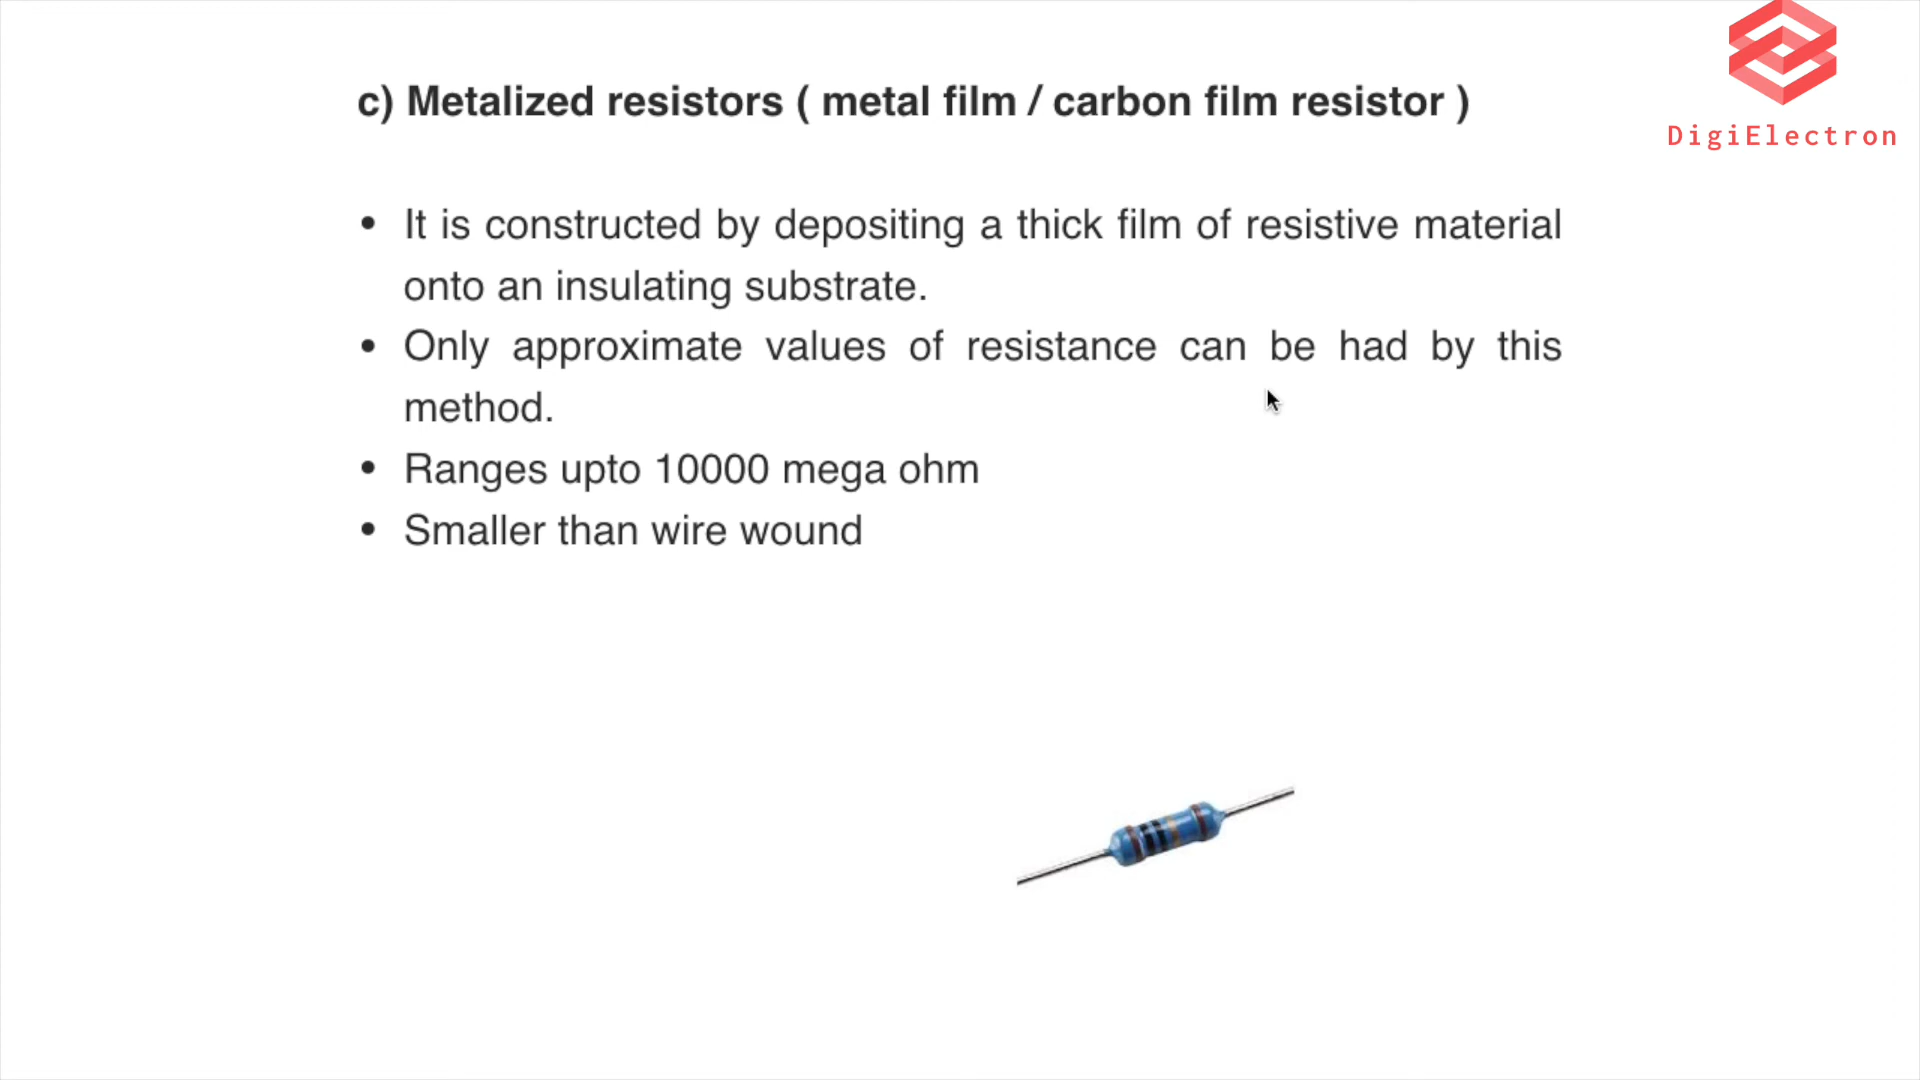 c) Metalized resistors ( metal film / carbon film resistor )
DigiElectron
• It is constructed by depositing a thick film of resistive material
onto an insulating substrate.
• Only approximate values of resistance can be had by this
method.
• Ranges upto 10000 mega ohm
• Smaller than wire wound